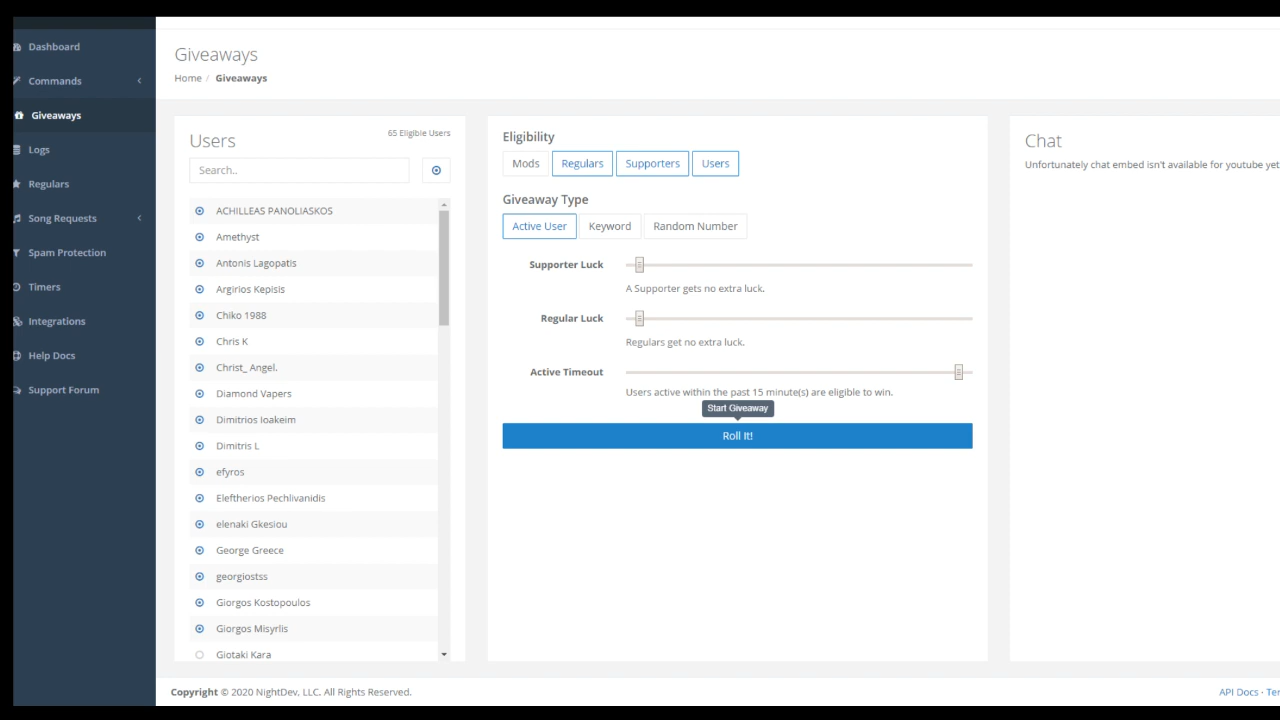 Dashboard
Commands
Giveaways
Logs
Regulars
Song Requests
Spam Protection
Timers
Integrations
Help Docs
Support Forum
Giveaways
Home / Giveaways
Users
65 Eligible Users
Search..
ACHILLEAS PANOLIASKOS
Amethyst
Antonis Lagopatis
Argirios Kepisis
Chiko 1988
Chris K
Christ_ Angel.
Diamond Vapers
Dimitrios Ioakeim
Dimitris L
efyros
Eleftherios Pechlivanidis
elenaki Gkesiou
George Greece
georgiostss
Giorgos Kostopoulos
Giorgos Misyrlis
Giotaki Kara
Eligibility
Mods Regulars Supporters Users
Giveaway Type
Active User Keyword Random Number
Supporter Luck
A Supporter gets no extra luck.
Regular Luck
Regulars get no extra luck.
Active Timeout
Users active within the past 15 minute(s) are eligible to win.
Start Giveaway
Roll It!
Chat
Unfortunately chat embed isn't available for youtube yet
Copyright © 2020 NightDev, LLC. All Rights Reserved.
API Docs · Ter